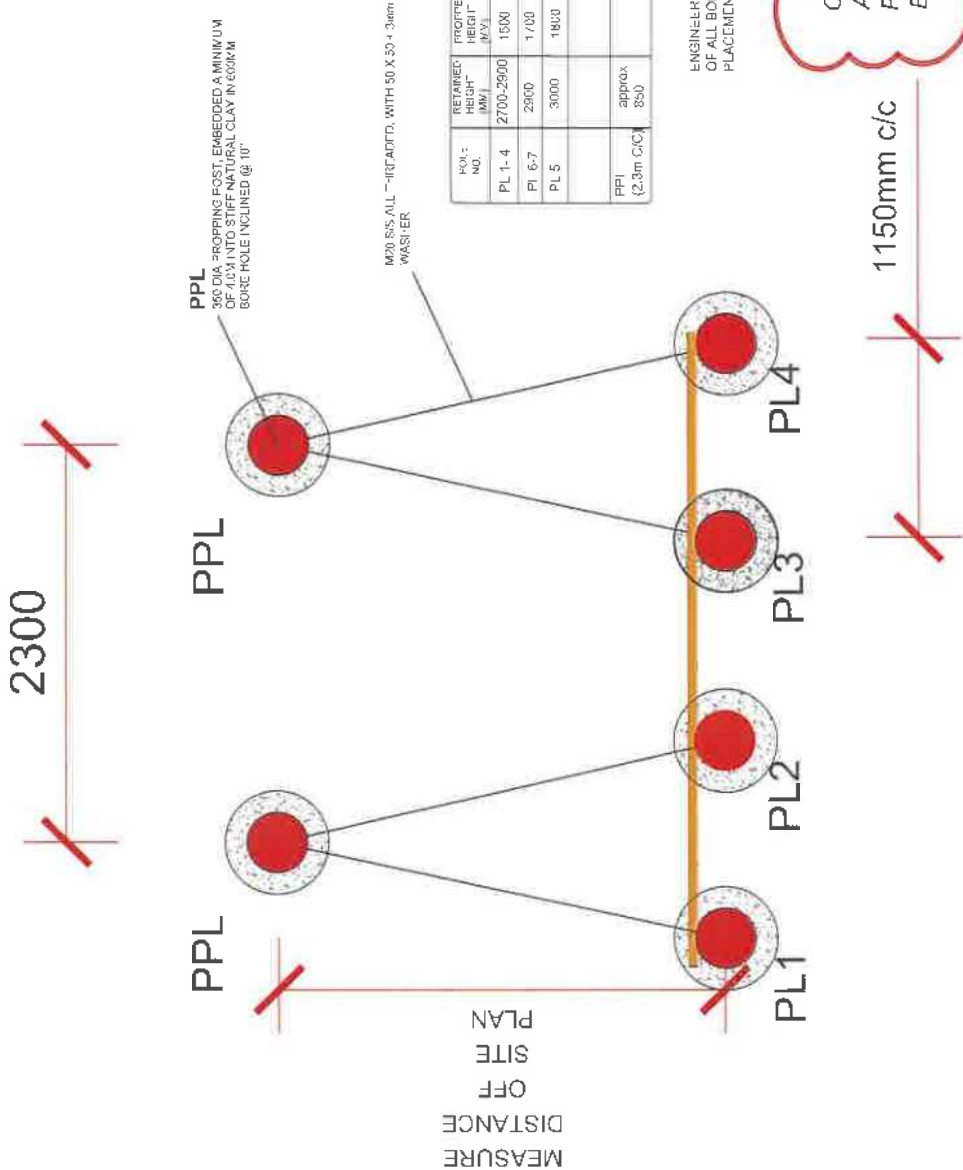 2300
PPL
350 DIA PROPPING POST, EMBEDDED A MINIMUM
OF 4.0M INTO STIFF NATURAL CLAY IN 600MM
BORE HOLE INCLINED @ 10°
PPL
PPL
M20 S/S ALL THREADED, WITH 50 X 50 X 3mm
WASHER
POLE NO.
RETAINED HEIGHT (MM)
HEIGHT
PL 1- 4 2700-2900 1500
PL 6-7 2900 1700
PL 5 3000 1800
PPL (2.3m C/C) approx 850
ENGINEER
OF ALL BO
PLACEMEN
MEASURE
DISTANCE
OFF
SITE
PLAN
PL1
PL2
PL3
PL4
1150mm c/c